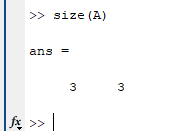 >> size(A)
ans =
3 3
fx >>